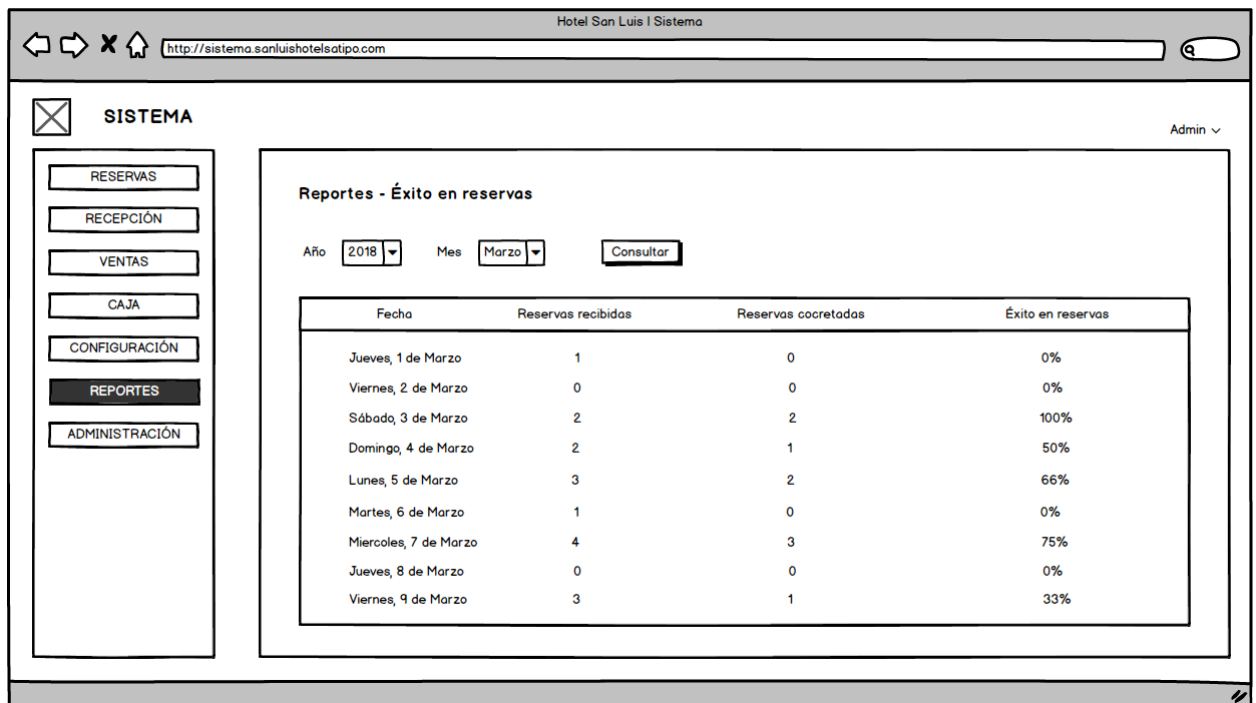 Hotel San Luis | Sistema
http://sistema.sanluishotelsatipo.com
SISTEMA
Admin
RESERVAS
RECEPCIÓN
VENTAS
CAJA
CONFIGURACIÓN
REPORTES
ADMINISTRACIÓN
Reportes - Éxito en reservas
Año 2018 Mes Marzo Consultar
Fecha Reservas recibidas Reservas cocretadas Éxito en reservas
Jueves, 1 de Marzo 1 0 0%
Viernes, 2 de Marzo 0 0 0%
Sábado, 3 de Marzo 2 2 100%
Domingo, 4 de Marzo 2 1 50%
Lunes, 5 de Marzo 3 2 66%
Martes, 6 de Marzo 1 0 0%
Miercoles, 7 de Marzo 4 3 75%
Jueves, 8 de Marzo 0 0 0%
Viernes, 9 de Marzo 3 1 33%